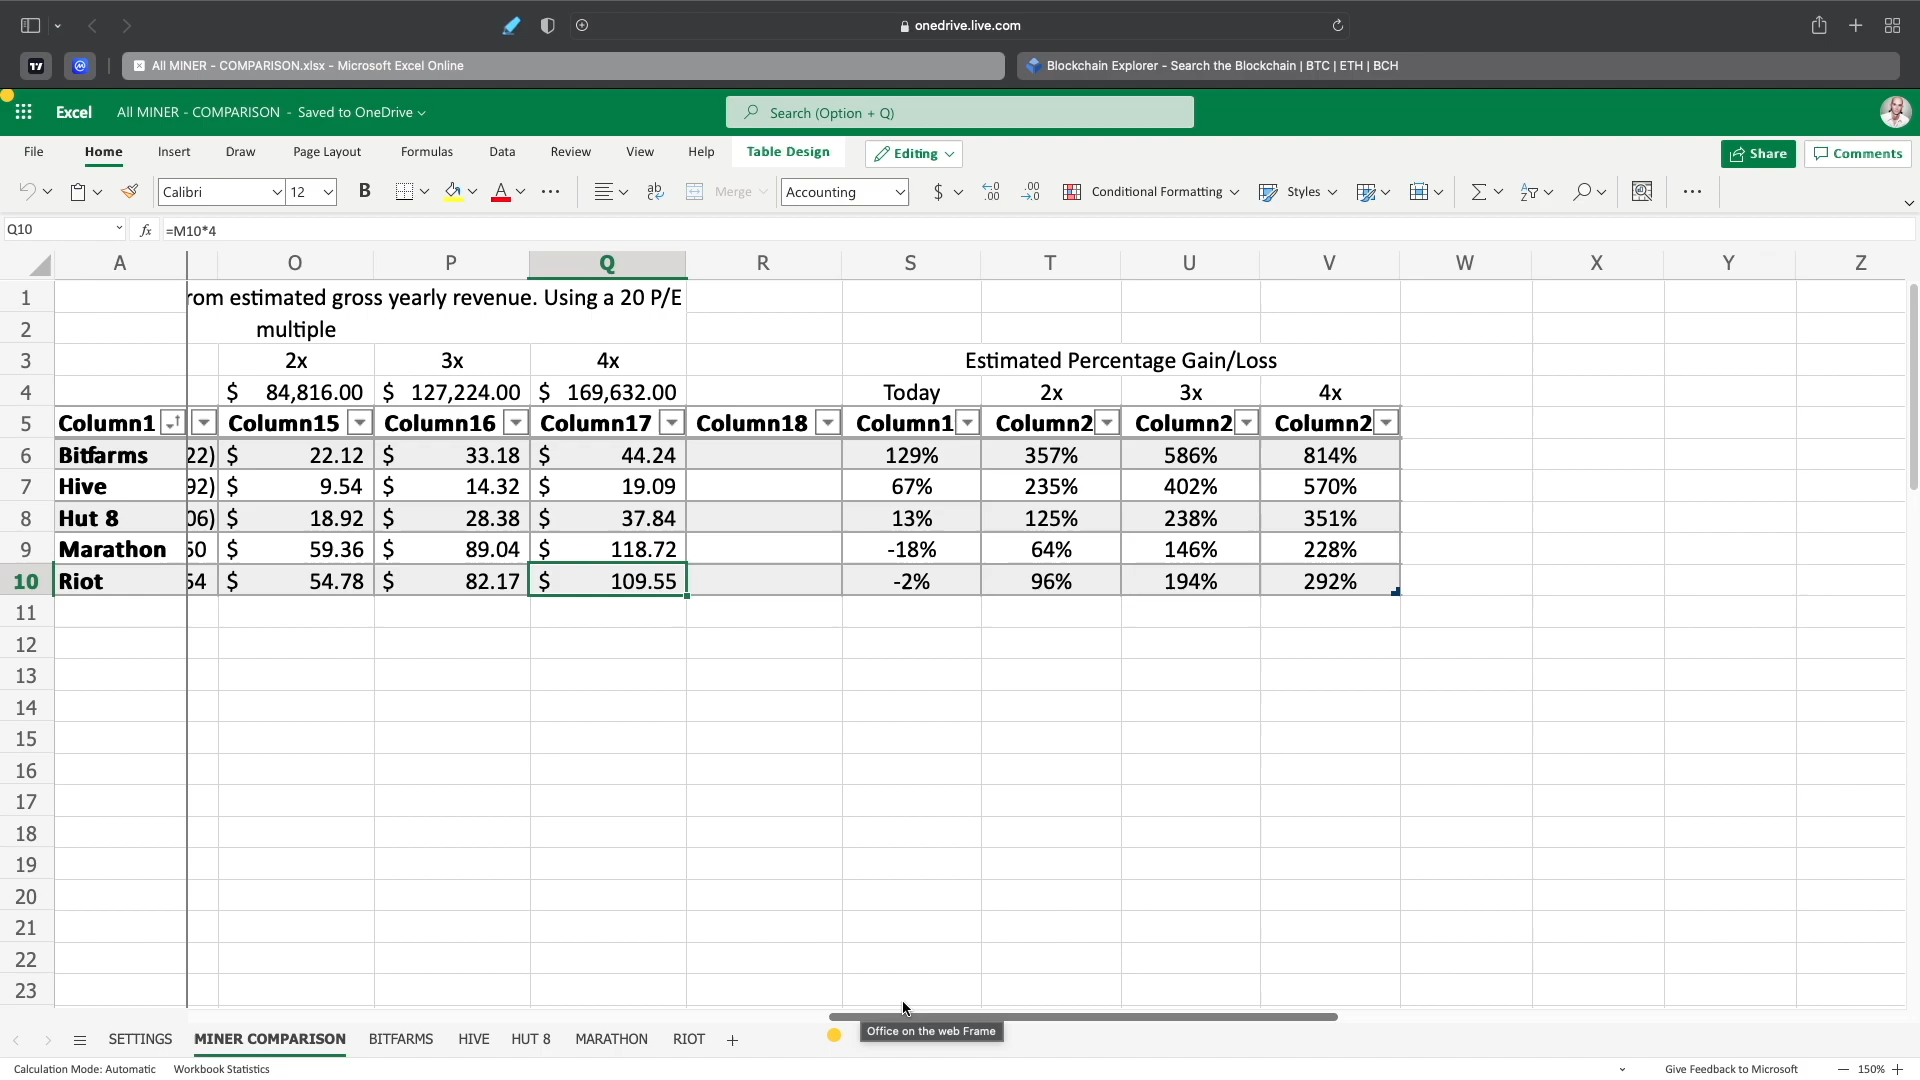 onedrive.live.com
All MINER - COMPARISON.xlsx - Microsoft Excel Online
Blockchain Explorer - Search the Blockchain | BTC | ETH | BCH
Excel All MINER - COMPARISON - Saved to OneDrive
Search (Option + Q)
File Home Insert Draw Page Layout Formulas Data Review View Help Table Design Editing Share Comments
Calibri 12 B A ab Merge Accounting $ .00 .00 Conditional Formatting Styles
Q10 fx =M10*4
A O P Q R S T U V W X Y Z
1 rom estimated gross yearly revenue. Using a 20 P/E
2 multiple
3 2x 3x 4x Estimated Percentage Gain/Loss
4 $ 84,816.00 $ 127,224.00 $ 169,632.00 Today 2x 3x 4x
5 Column1 Column15 Column16 Column17 Column18 Column1 Column2 Column2 Column2
6 Bitfarms 22) $ 22.12 $ 33.18 $ 44.24 129% 357% 586% 814%
7 Hive 92) $ 9.54 $ 14.32 $ 19.09 67% 235% 402% 570%
8 Hut 8 06) $ 18.92 $ 28.38 $ 37.84 13% 125% 238% 351%
9 Marathon 50 $ 59.36 $ 89.04 $ 118.72 -18% 64% 146% 228%
10 Riot 54 $ 54.78 $ 82.17 $ 109.55 -2% 96% 194% 292%
11
12
13
14
15
16
17
18
19
20
21
22
23
SETTINGS MINER COMPARISON BITFARMS HIVE HUT 8 MARATHON RIOT
Office on the web Frame
Calculation Mode: Automatic Workbook Statistics Give Feedback to Microsoft 150%